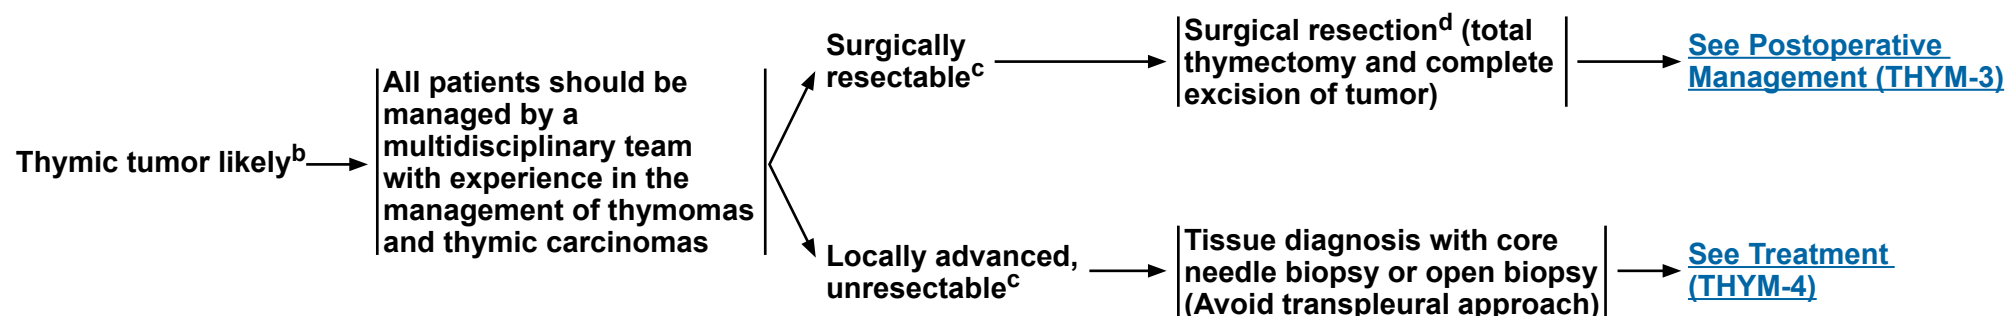 Thymic tumor likelyb
All patients should be
managed by a
multidisciplinary team
with experience in the
management of thymomas
and thymic carcinomas
Surgically
resectablec
Surgical resectiond (total
thymectomy and complete
excision of tumor)
See Postoperative
Management (THYM-3)
Locally advanced,
unresectablec
Tissue diagnosis with core
needle biopsy or open biopsy
(Avoid transpleural approach)
See Treatment
(THYM-4)